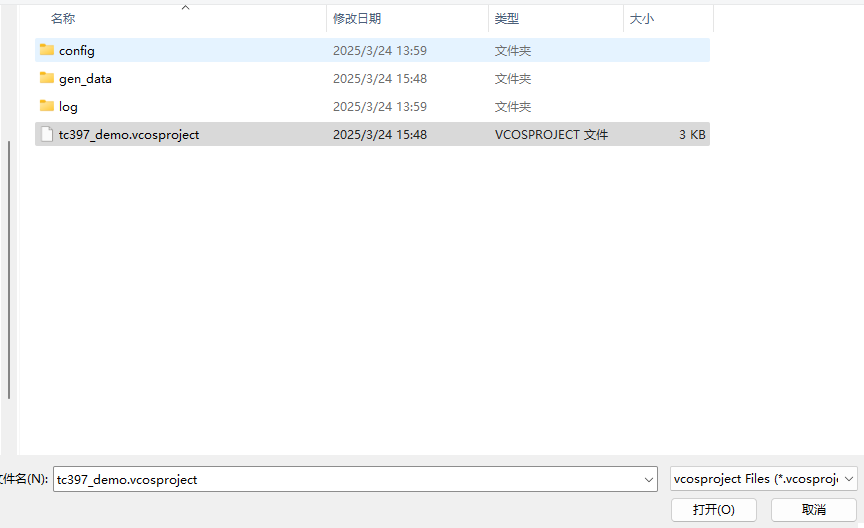 名称 修改日期 类型 大小
config 2025/3/24 13:59 文件夹
gen_data 2025/3/24 15:48 文件夹
log 2025/3/24 13:59 文件夹
tc397_demo.vcosproject 2025/3/24 15:48 VCOSPROJECT 文件 3 KB
件名(N): tc397_demo.vcosproject vcosproject Files (*.vcosproj
打开(O) 取消